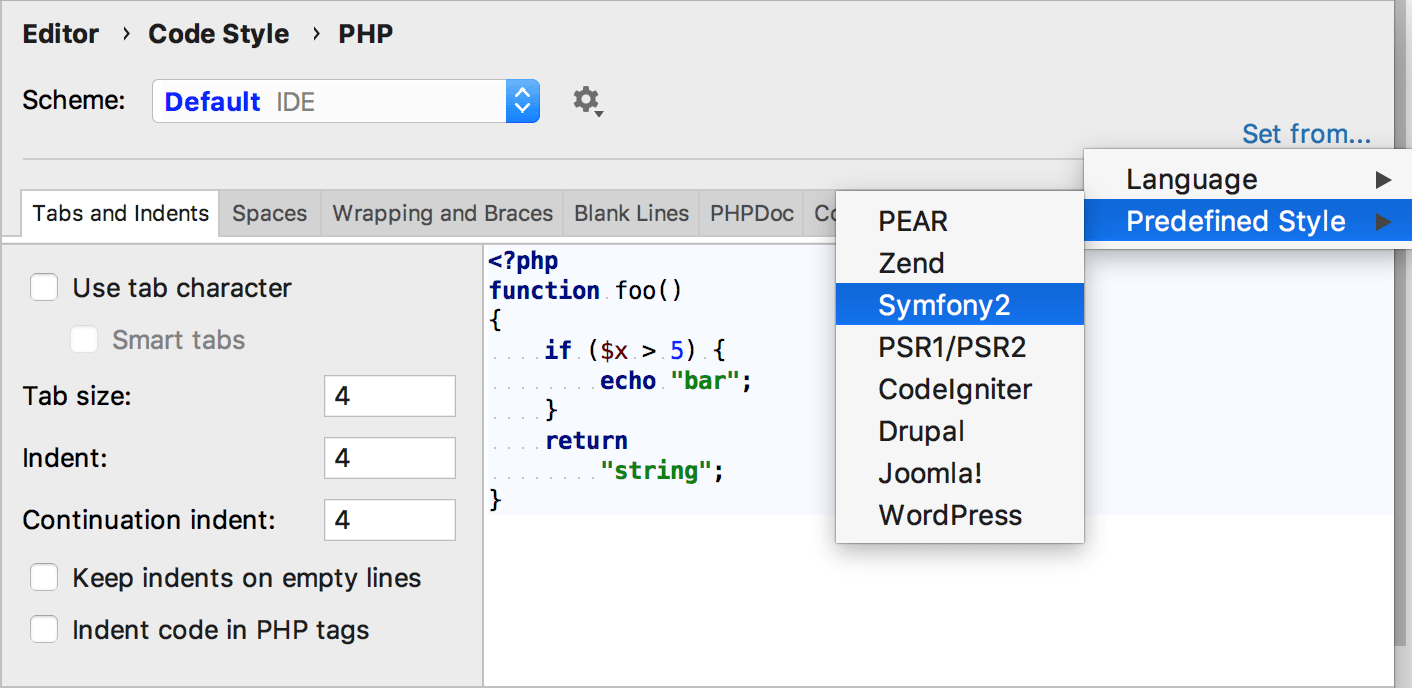 Editor › Code Style › PHP
Scheme: Default IDE
Set from...
Language
Predefined Style
PEAR
Zend
Symfony2
PSR1/PSR2
CodeIgniter
Drupal
Joomla!
WordPress
Tabs and Indents Spaces Wrapping and Braces Blank Lines PHPDoc
Use tab character
Smart tabs
Tab size: 4
Indent: 4
Continuation indent: 4
Keep indents on empty lines
Indent code in PHP tags
<?php
function foo()
{
    if ($x > 5) {
        echo "bar";
    }
    return
        "string";
}